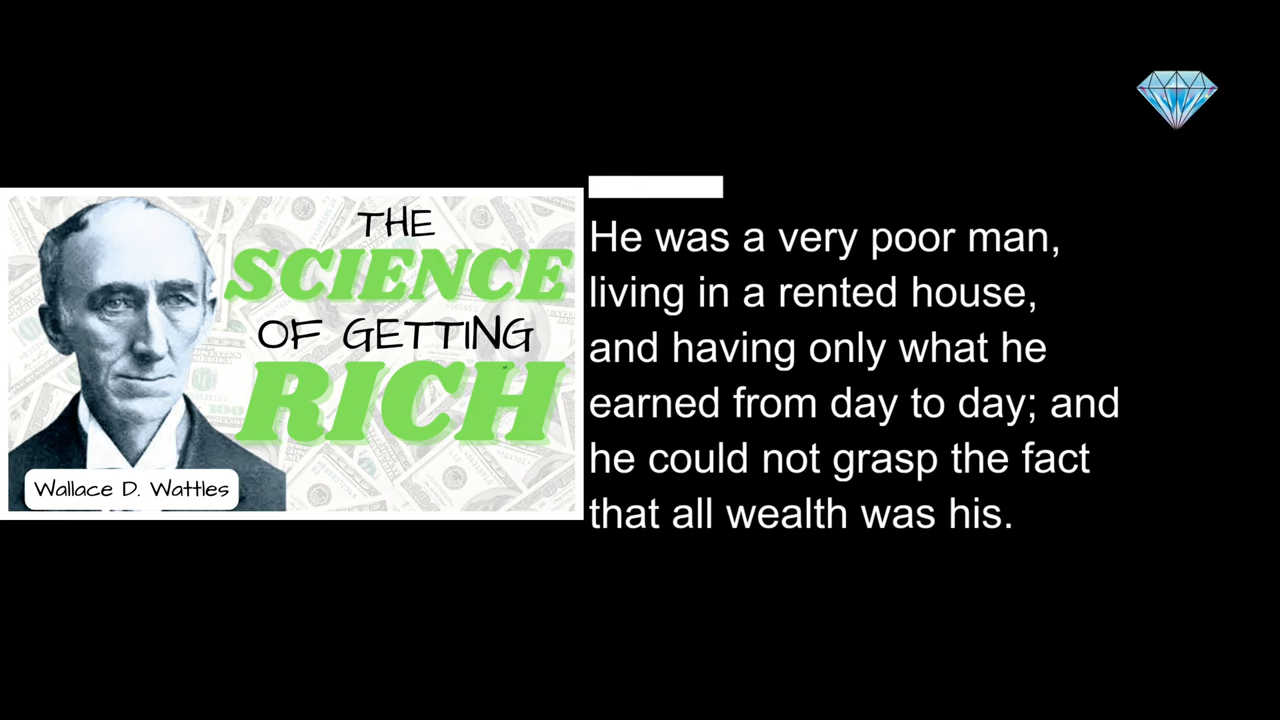 THE
SCIENCE
OF GETTING
RICH
Wallace D. Wattles
He was a very poor man,
living in a rented house,
and having only what he
earned from day to day; and
he could not grasp the fact
that all wealth was his.